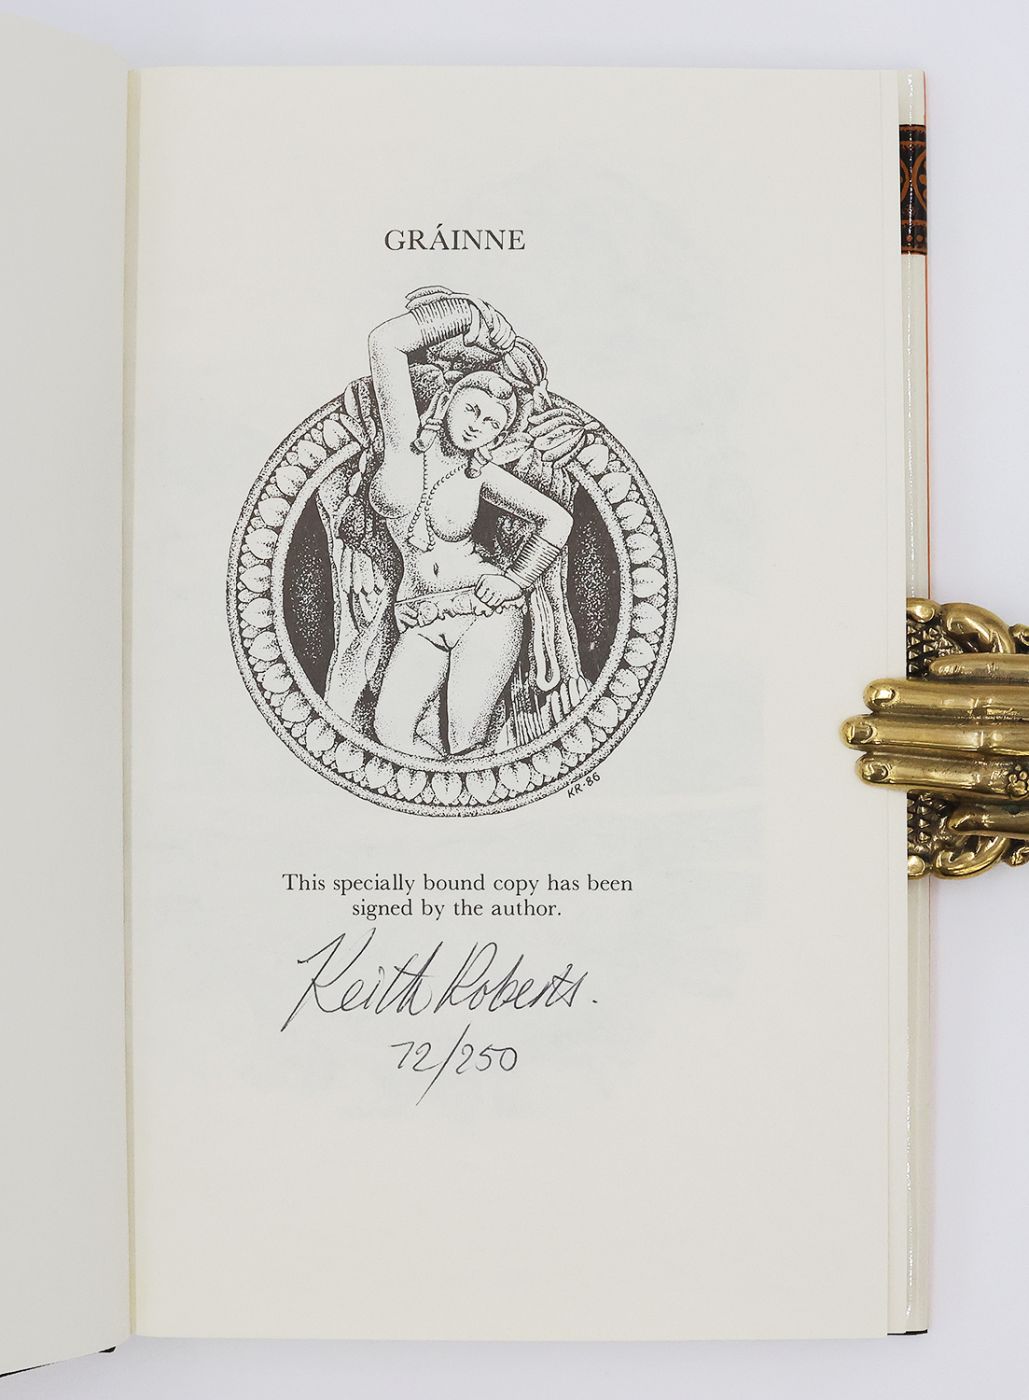 GRÁINNE
KR-86
This specially bound copy has been
signed by the author.
Keith Roberts.
72/250